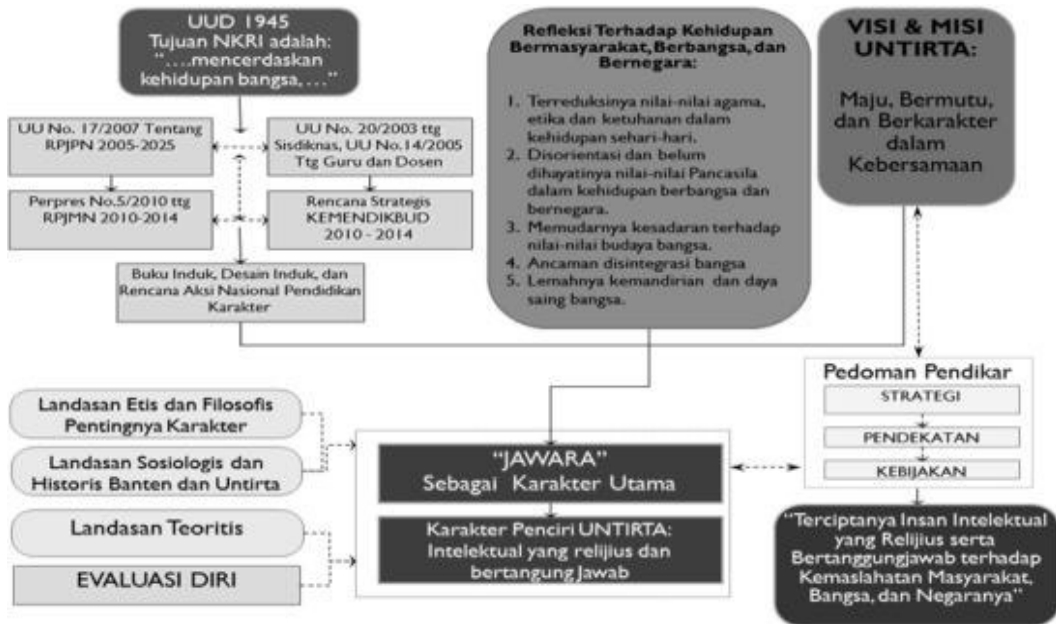 UUD 1945
Tujuan NKRI adalah:
“....mencerdaskan
kehidupan bangsa, ...”
UU No. 17/2007 Tentang
RPJPN 2005-2025
UU No. 20/2003 ttg
Sisdiknas, UU No.14/2005
Ttg Guru dan Dosen
Perpres No.5/2010 ttg
RPJMN 2010-2014
Rencana Strategis
KEMENDIKBUD
2010 - 2014
Buku Induk, Desain Induk, dan
Rencana Aksi Nasional Pendidikan
Karakter
Refleksi Terhadap Kehidupan
Bermasyarakat, Berbangsa, dan
Bernegara:
1. Terreduksinya nilai-nilai agama,
etika dan ketuhanan dalam
kehidupan sehari-hari.
2. Disorientasi dan belum
dihayatinya nilai-nilai Pancasila
dalam kehidupan berbangsa dan
bernegara.
3. Memudarnya kesadaran terhadap
nilai-nilai budaya bangsa.
4. Ancaman disintegrasi bangsa
5. Lemahnya kemandirian dan daya
saing bangsa.
VISI & MISI
UNTIRTA:
Maju, Bermutu,
dan Berkarakter
dalam
Kebersamaan
Landasan Etis dan Filosofis
Pentingnya Karakter
Landasan Sosiologis dan
Historis Banten dan Untirta
Landasan Teoritis
EVALUASI DIRI
“JAWARA”
Sebagai Karakter Utama
Karakter Penciri UNTIRTA:
Intelektual yang relijius dan
bertangung Jawab
Pedoman Pendikar
STRATEGI
PENDEKATAN
KEBIJAKAN
“Terciptanya Insan Intelektual
yang Relijius serta
Bertanggungjawab terhadap
Kemaslahatan Masyarakat,
Bangsa, dan Negaranya”